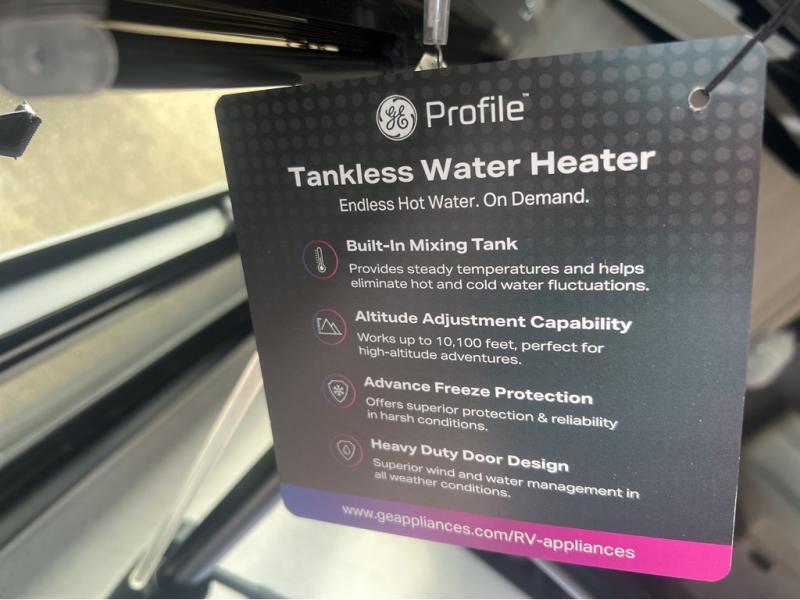 GE Profile™
Tankless Water Heater
Endless Hot Water. On Demand.
Built-In Mixing Tank
Provides steady temperatures and helps
eliminate hot and cold water fluctuations.
Altitude Adjustment Capability
Works up to 10,100 feet, perfect for
high-altitude adventures.
Advance Freeze Protection
Offers superior protection & reliability
in harsh conditions.
Heavy Duty Door Design
Superior wind and water management in
all weather conditions.
www.geappliances.com/RV-appliances